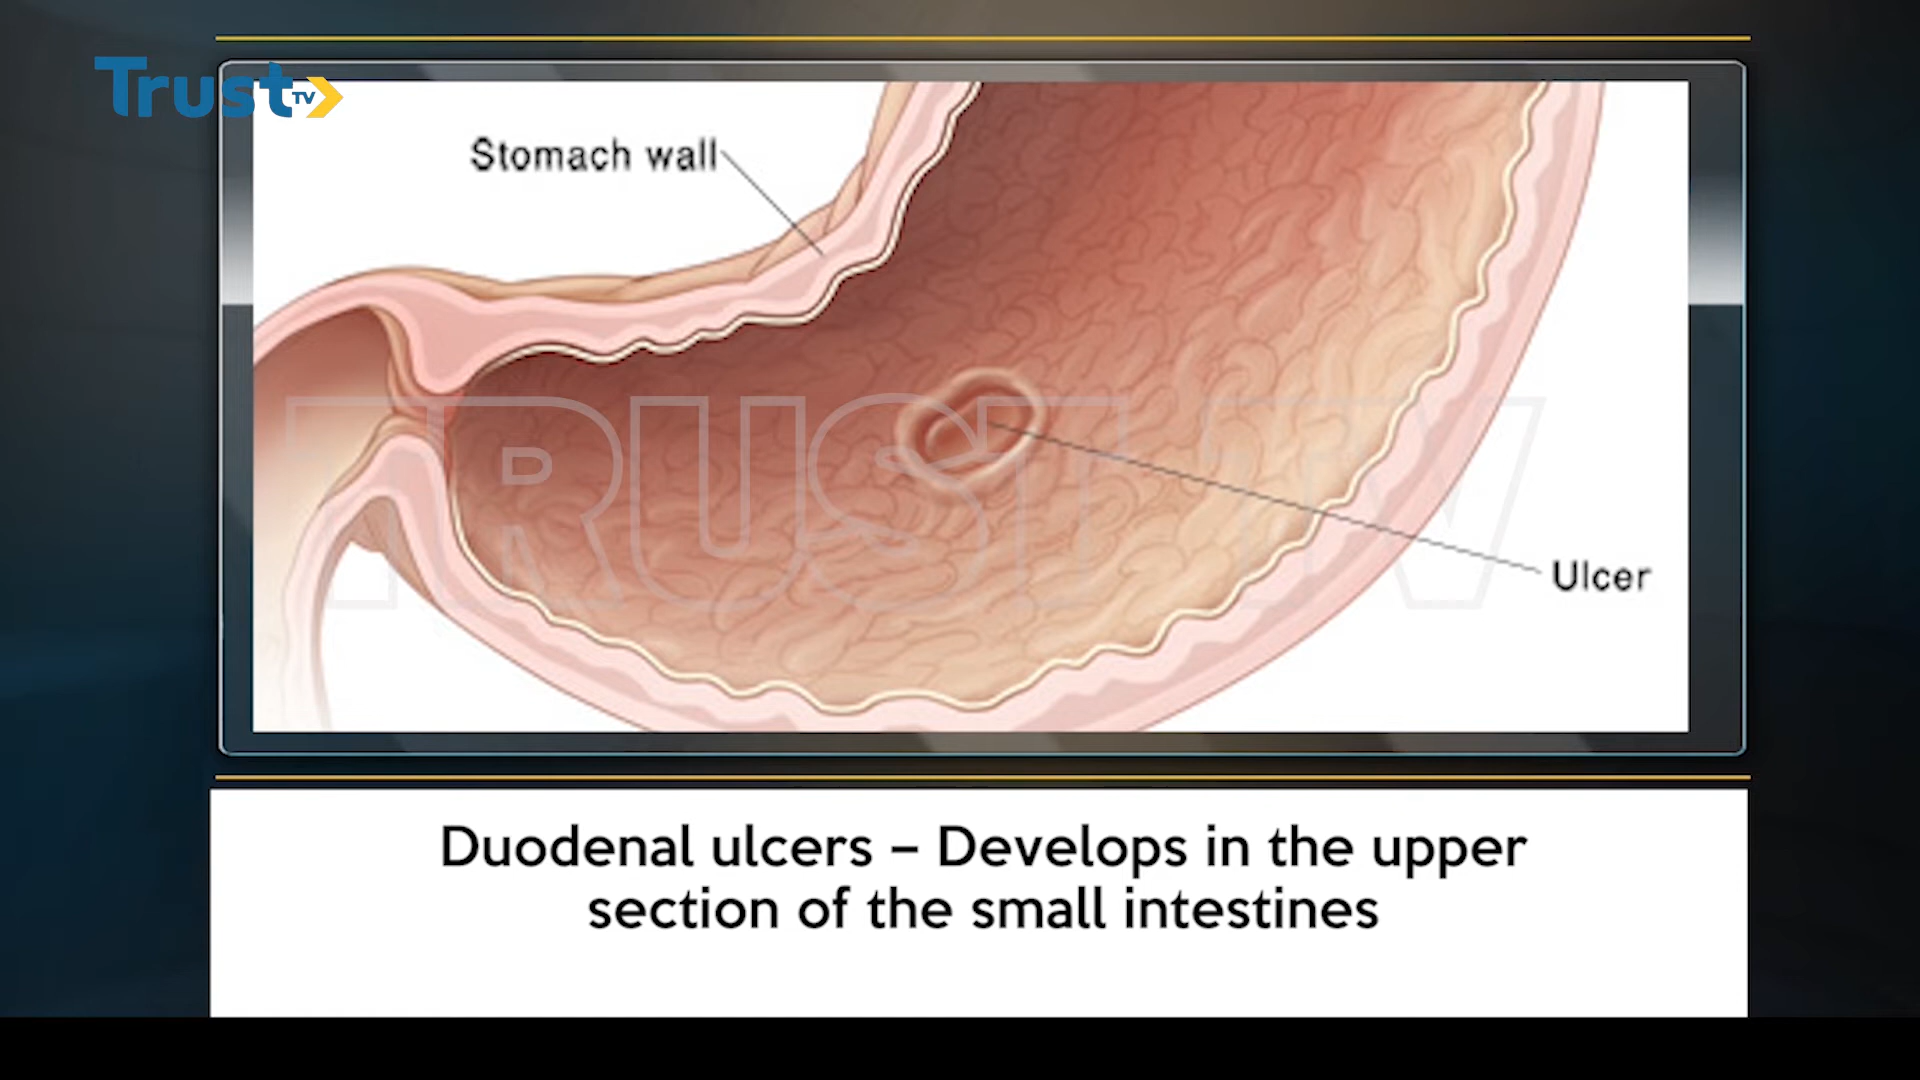 Trust TV
Stomach wall
TRUST TV
Ulcer
Duodenal ulcers – Develops in the upper
section of the small intestines